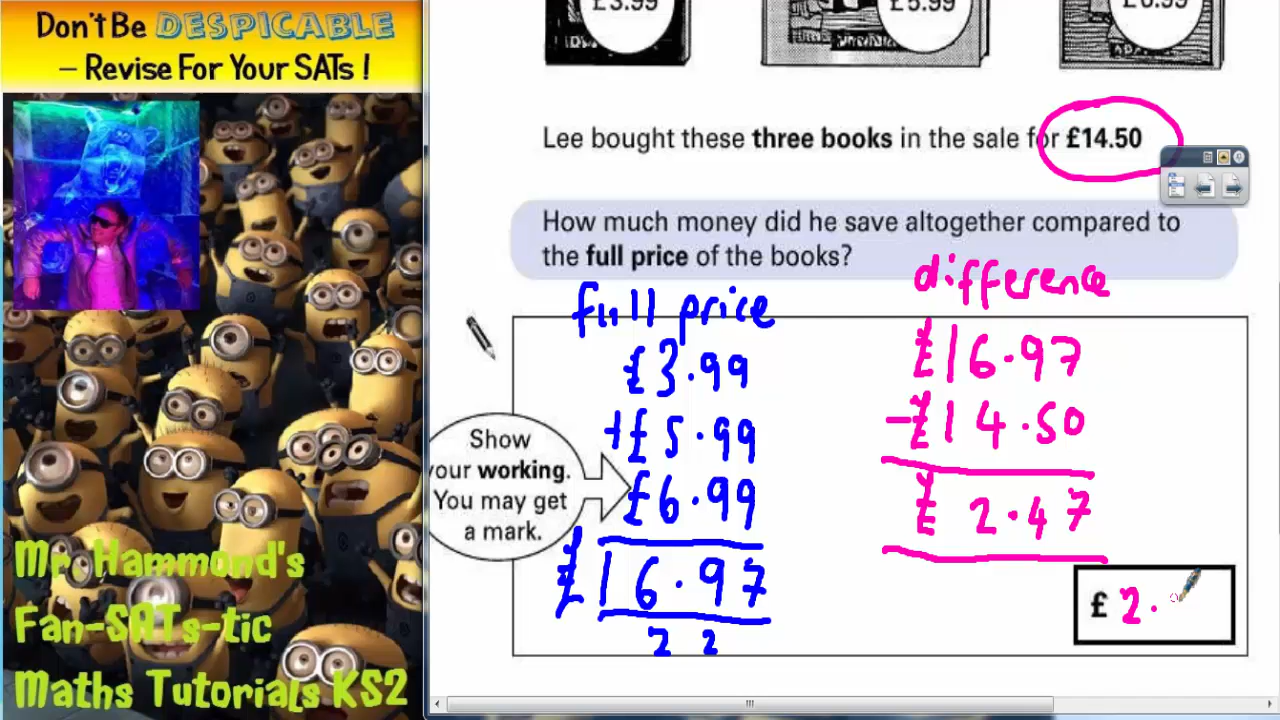 Don't Be DESPICABLE
– Revise For Your SATs !
£3.99
£5.99
£6.99
Lee bought these three books in the sale for £14.50
How much money did he save altogether compared to
the full price of the books?
full price
£3.99
+£5.99
£6.99
£16.97
2 2
difference
£16.97
-£14.50
£ 2.47
Show
your working.
You may get
a mark.
£ 2.
Mr Hammond's
Fan-SATs-tic
Maths Tutorials KS2